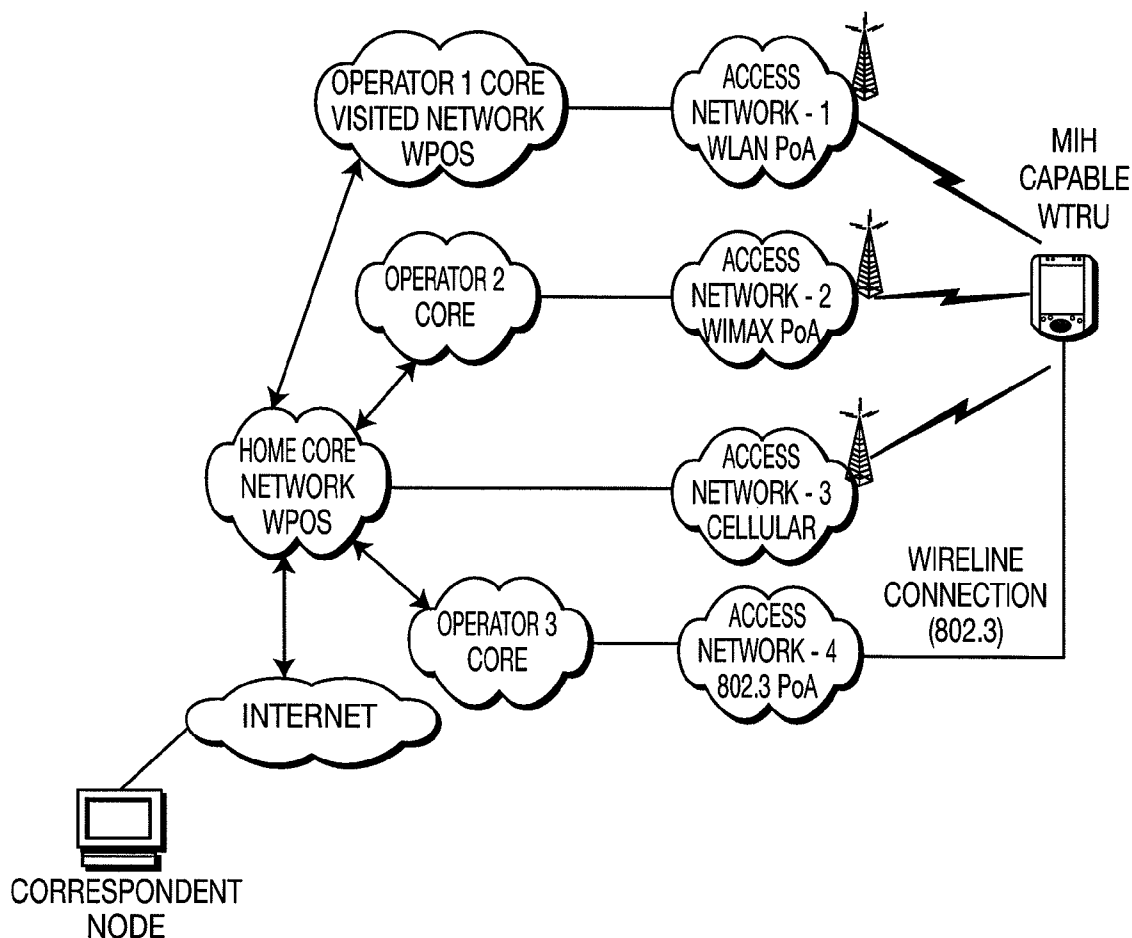 OPERATOR 1 CORE
VISITED NETWORK
WPOS
ACCESS
NETWORK - 1
WLAN PoA
MIH
CAPABLE
WTRU
OPERATOR 2
CORE
ACCESS
NETWORK - 2
WIMAX PoA
HOME CORE
NETWORK
WPOS
ACCESS
NETWORK - 3
CELLULAR
WIRELINE
CONNECTION
(802.3)
OPERATOR 3
CORE
ACCESS
NETWORK - 4
802.3 PoA
INTERNET
CORRESPONDENT
NODE